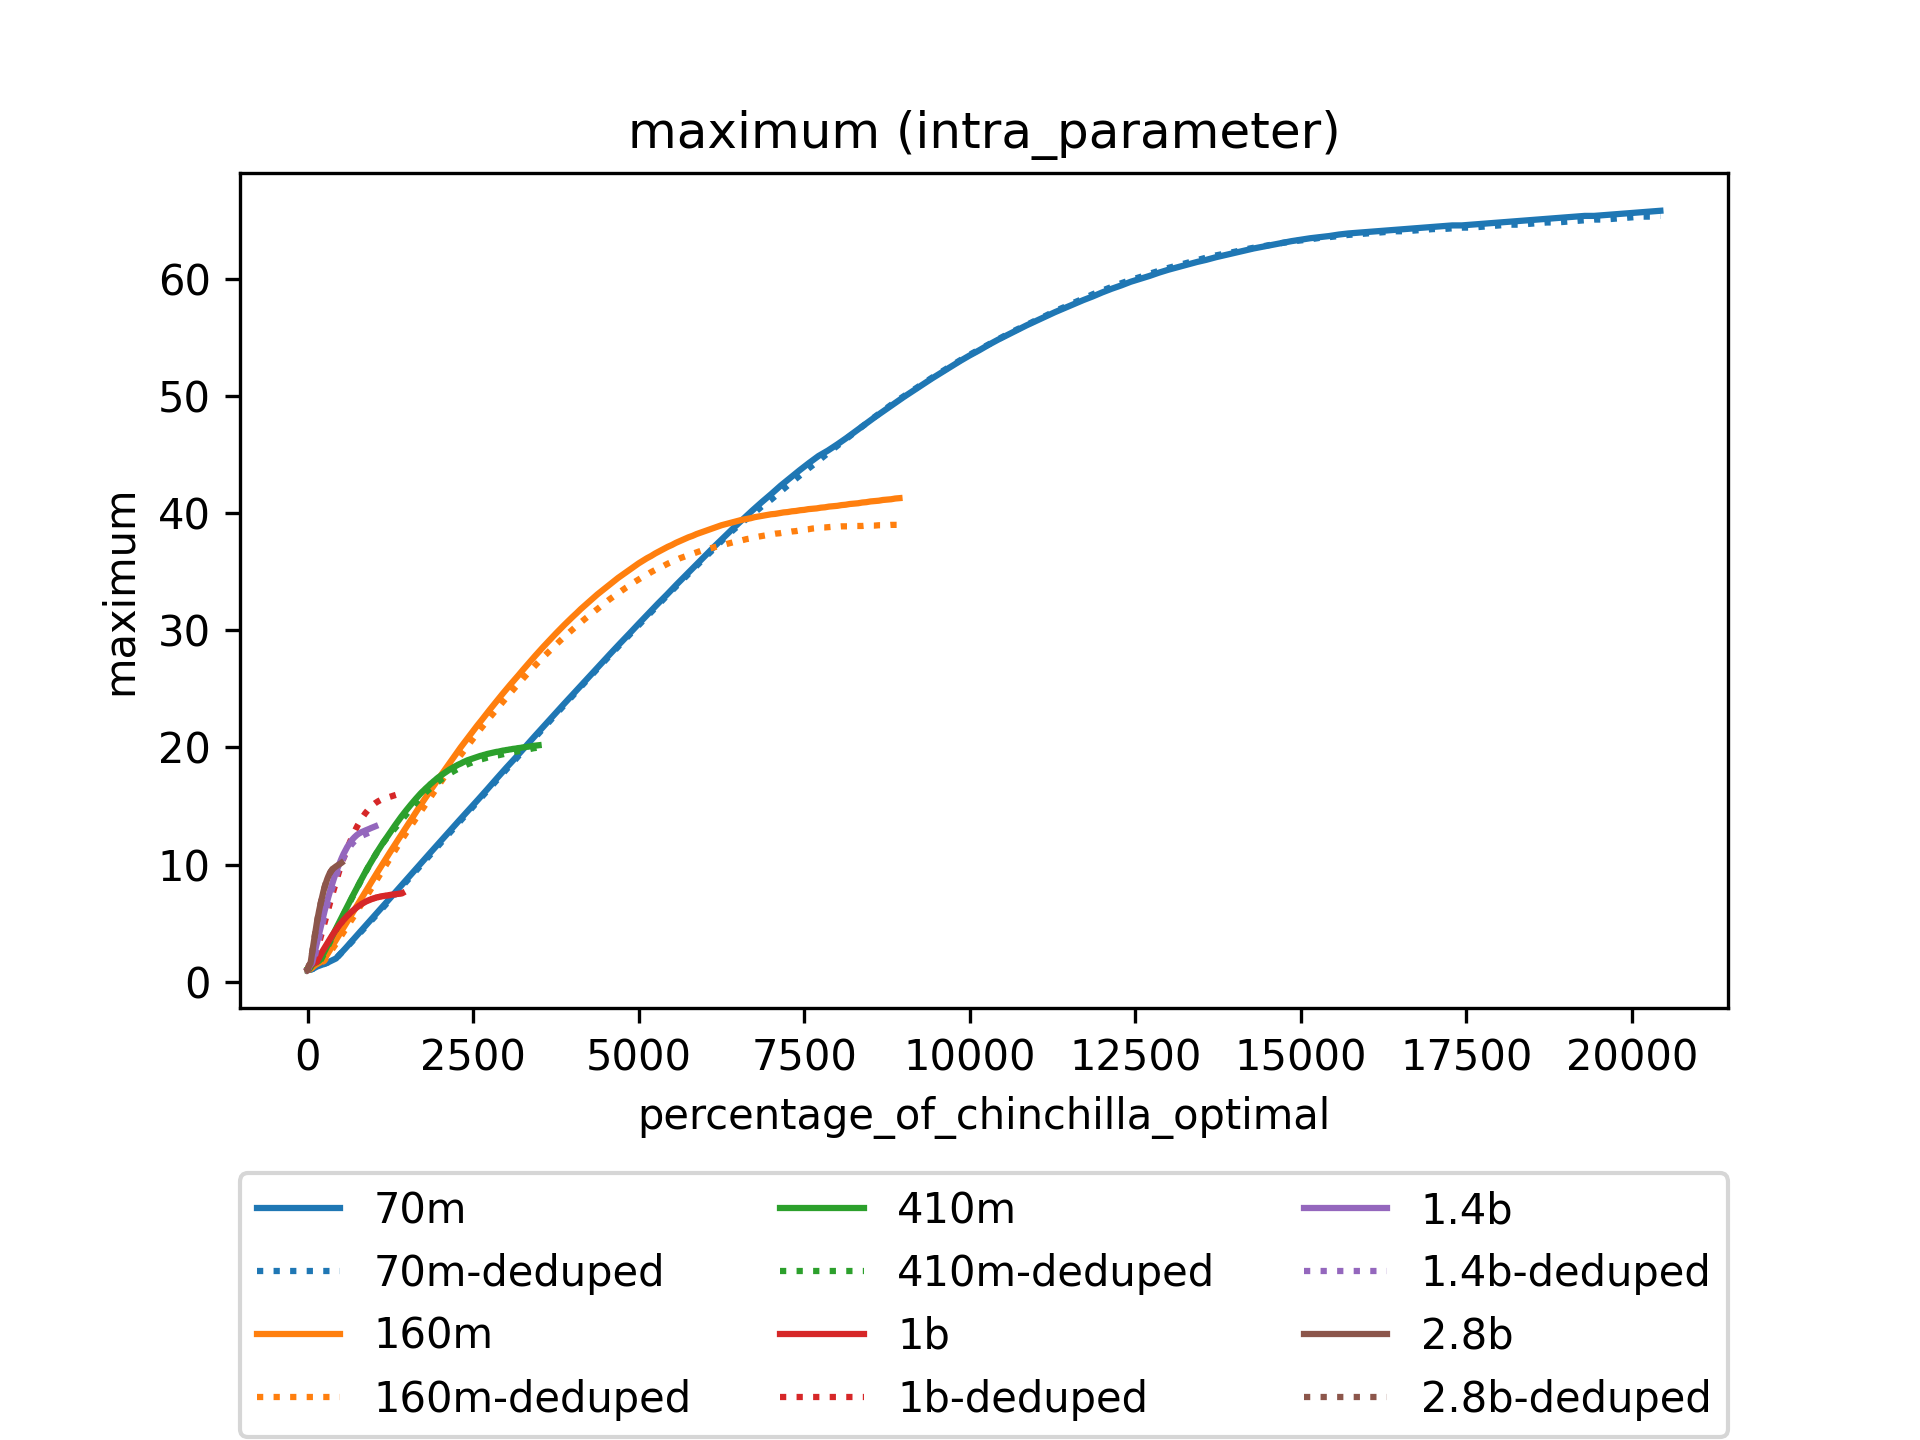 maximum (intra_parameter)
maximum
60
50
40
30
20
10
0
0 2500 5000 7500 10000 12500 15000 17500 20000
percentage_of_chinchilla_optimal
70m
70m-deduped
160m
160m-deduped
410m
410m-deduped
1b
1b-deduped
1.4b
1.4b-deduped
2.8b
2.8b-deduped